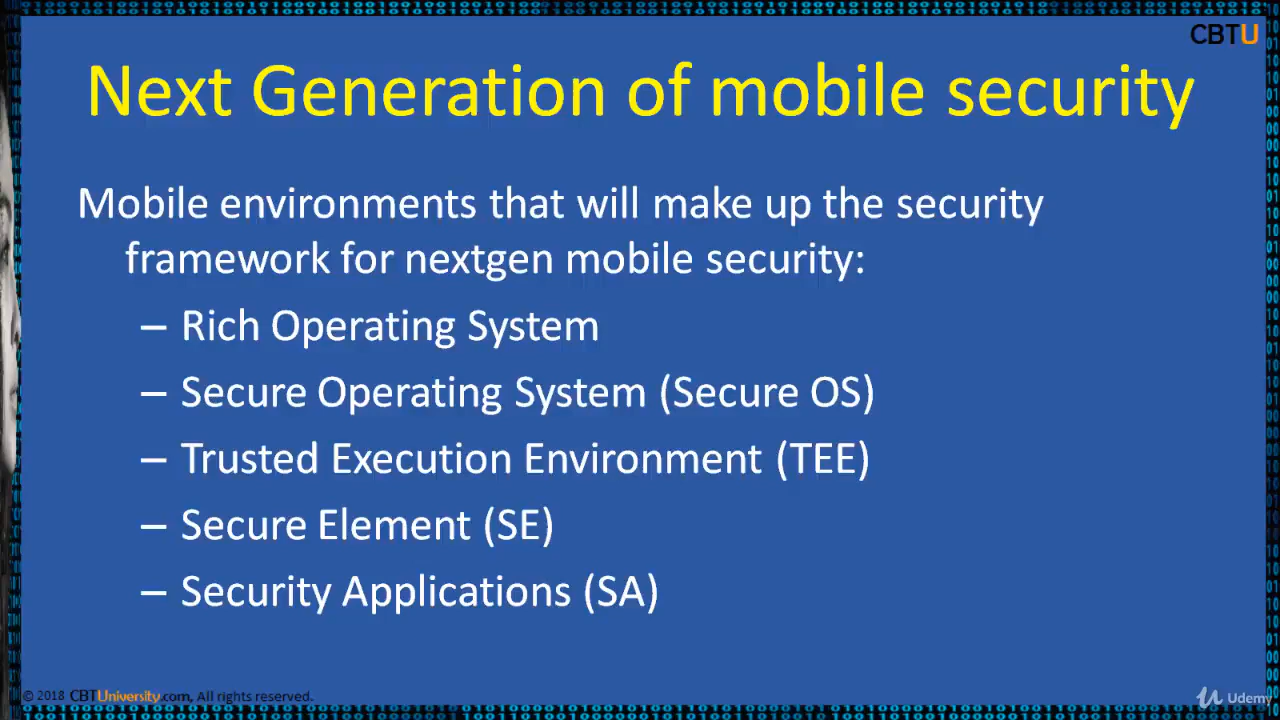 CBTU
Next Generation of mobile security
Mobile environments that will make up the security
framework for nextgen mobile security:
– Rich Operating System
– Secure Operating System (Secure OS)
– Trusted Execution Environment (TEE)
– Secure Element (SE)
– Security Applications (SA)
© 2018 CBTUniversity.com, All rights reserved.
Udemy